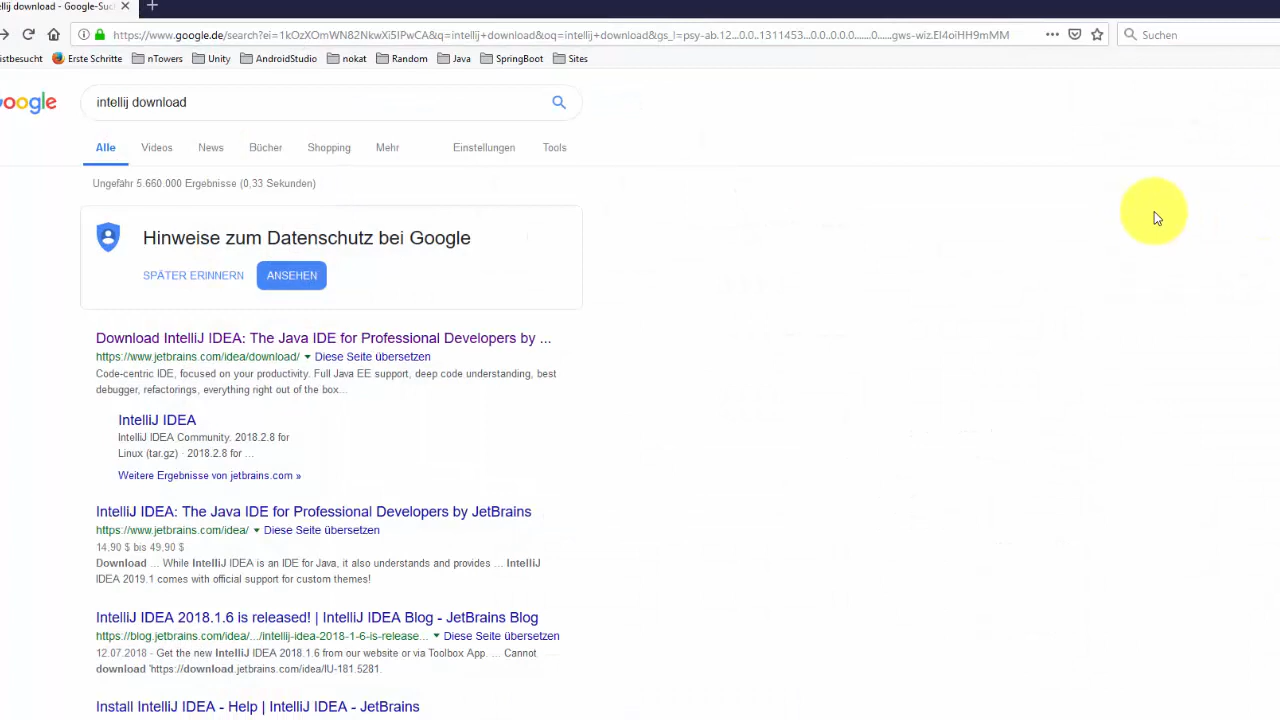 ellij download - Google-Suc
https://www.google.de/search?ei=1kOzXOmWN82NkwXi5IPwCA&q=intellij+download&oq=intellij+download&gs_l=psy-ab.12...0.0..1311453...0.0..0.0.0.......0......gws-wiz.EI4oiHH9mMM
Suchen
istbesucht Erste Schritte nTowers Unity AndroidStudio nokat Random Java SpringBoot Sites
oogle
intellij download
Alle Videos News Bücher Shopping Mehr Einstellungen Tools
Ungefähr 5.660.000 Ergebnisse (0,33 Sekunden)
Hinweise zum Datenschutz bei Google
SPÄTER ERINNERN ANSEHEN
Download IntelliJ IDEA: The Java IDE for Professional Developers by ...
https://www.jetbrains.com/idea/download/ Diese Seite übersetzen
Code-centric IDE, focused on your productivity. Full Java EE support, deep code understanding, best
debugger, refactorings, everything right out of the box...
IntelliJ IDEA
IntelliJ IDEA Community. 2018.2.8 for
Linux (tar.gz) · 2018.2.8 for ...
Weitere Ergebnisse von jetbrains.com »
IntelliJ IDEA: The Java IDE for Professional Developers by JetBrains
https://www.jetbrains.com/idea/ Diese Seite übersetzen
14,90 $ bis 49,90 $
Download ... While IntelliJ IDEA is an IDE for Java, it also understands and provides ... IntelliJ
IDEA 2019.1 comes with official support for custom themes!
IntelliJ IDEA 2018.1.6 is released! | IntelliJ IDEA Blog - JetBrains Blog
https://blog.jetbrains.com/idea/.../intellij-idea-2018-1-6-is-release... Diese Seite übersetzen
12.07.2018 - Get the new IntelliJ IDEA 2018.1.6 from our website or via Toolbox App. ... Cannot
download 'https://download.jetbrains.com/idea/IU-181.5281.
Install IntelliJ IDEA - Help | IntelliJ IDEA - JetBrains